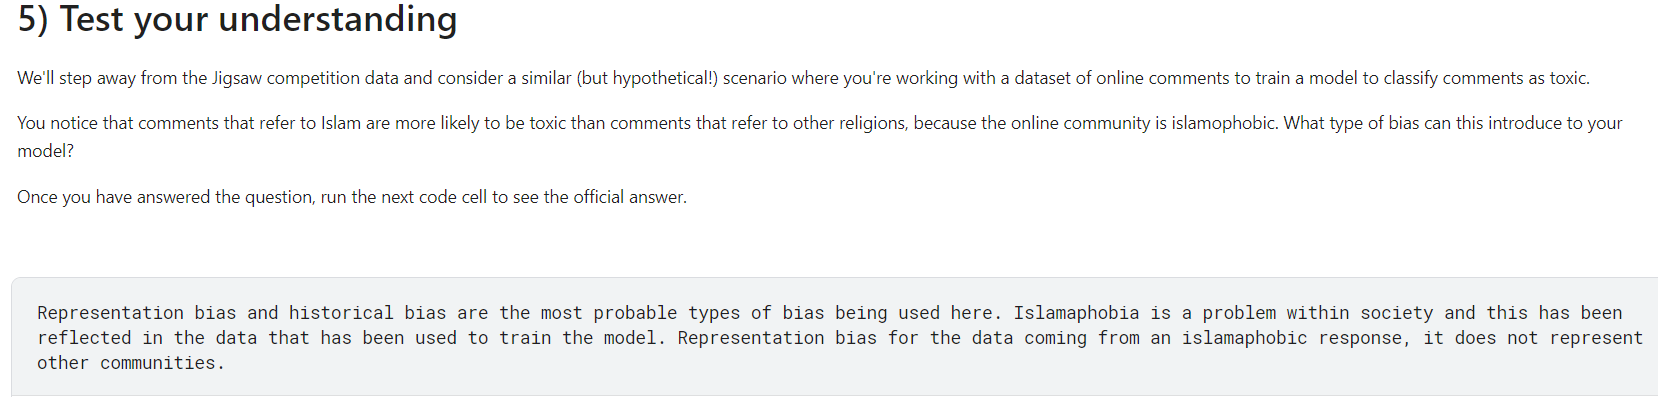 5) Test your understanding
We'll step away from the Jigsaw competition data and consider a similar (but hypothetical!) scenario where you're working with a dataset of online comments to train a model to classify comments as toxic.
You notice that comments that refer to Islam are more likely to be toxic than comments that refer to other religions, because the online community is islamophobic. What type of bias can this introduce to your
model?
Once you have answered the question, run the next code cell to see the official answer.
Representation bias and historical bias are the most probable types of bias being used here. Islamaphobia is a problem within society and this has been
reflected in the data that has been used to train the model. Representation bias for the data coming from an islamaphobic response, it does not represent
other communities.